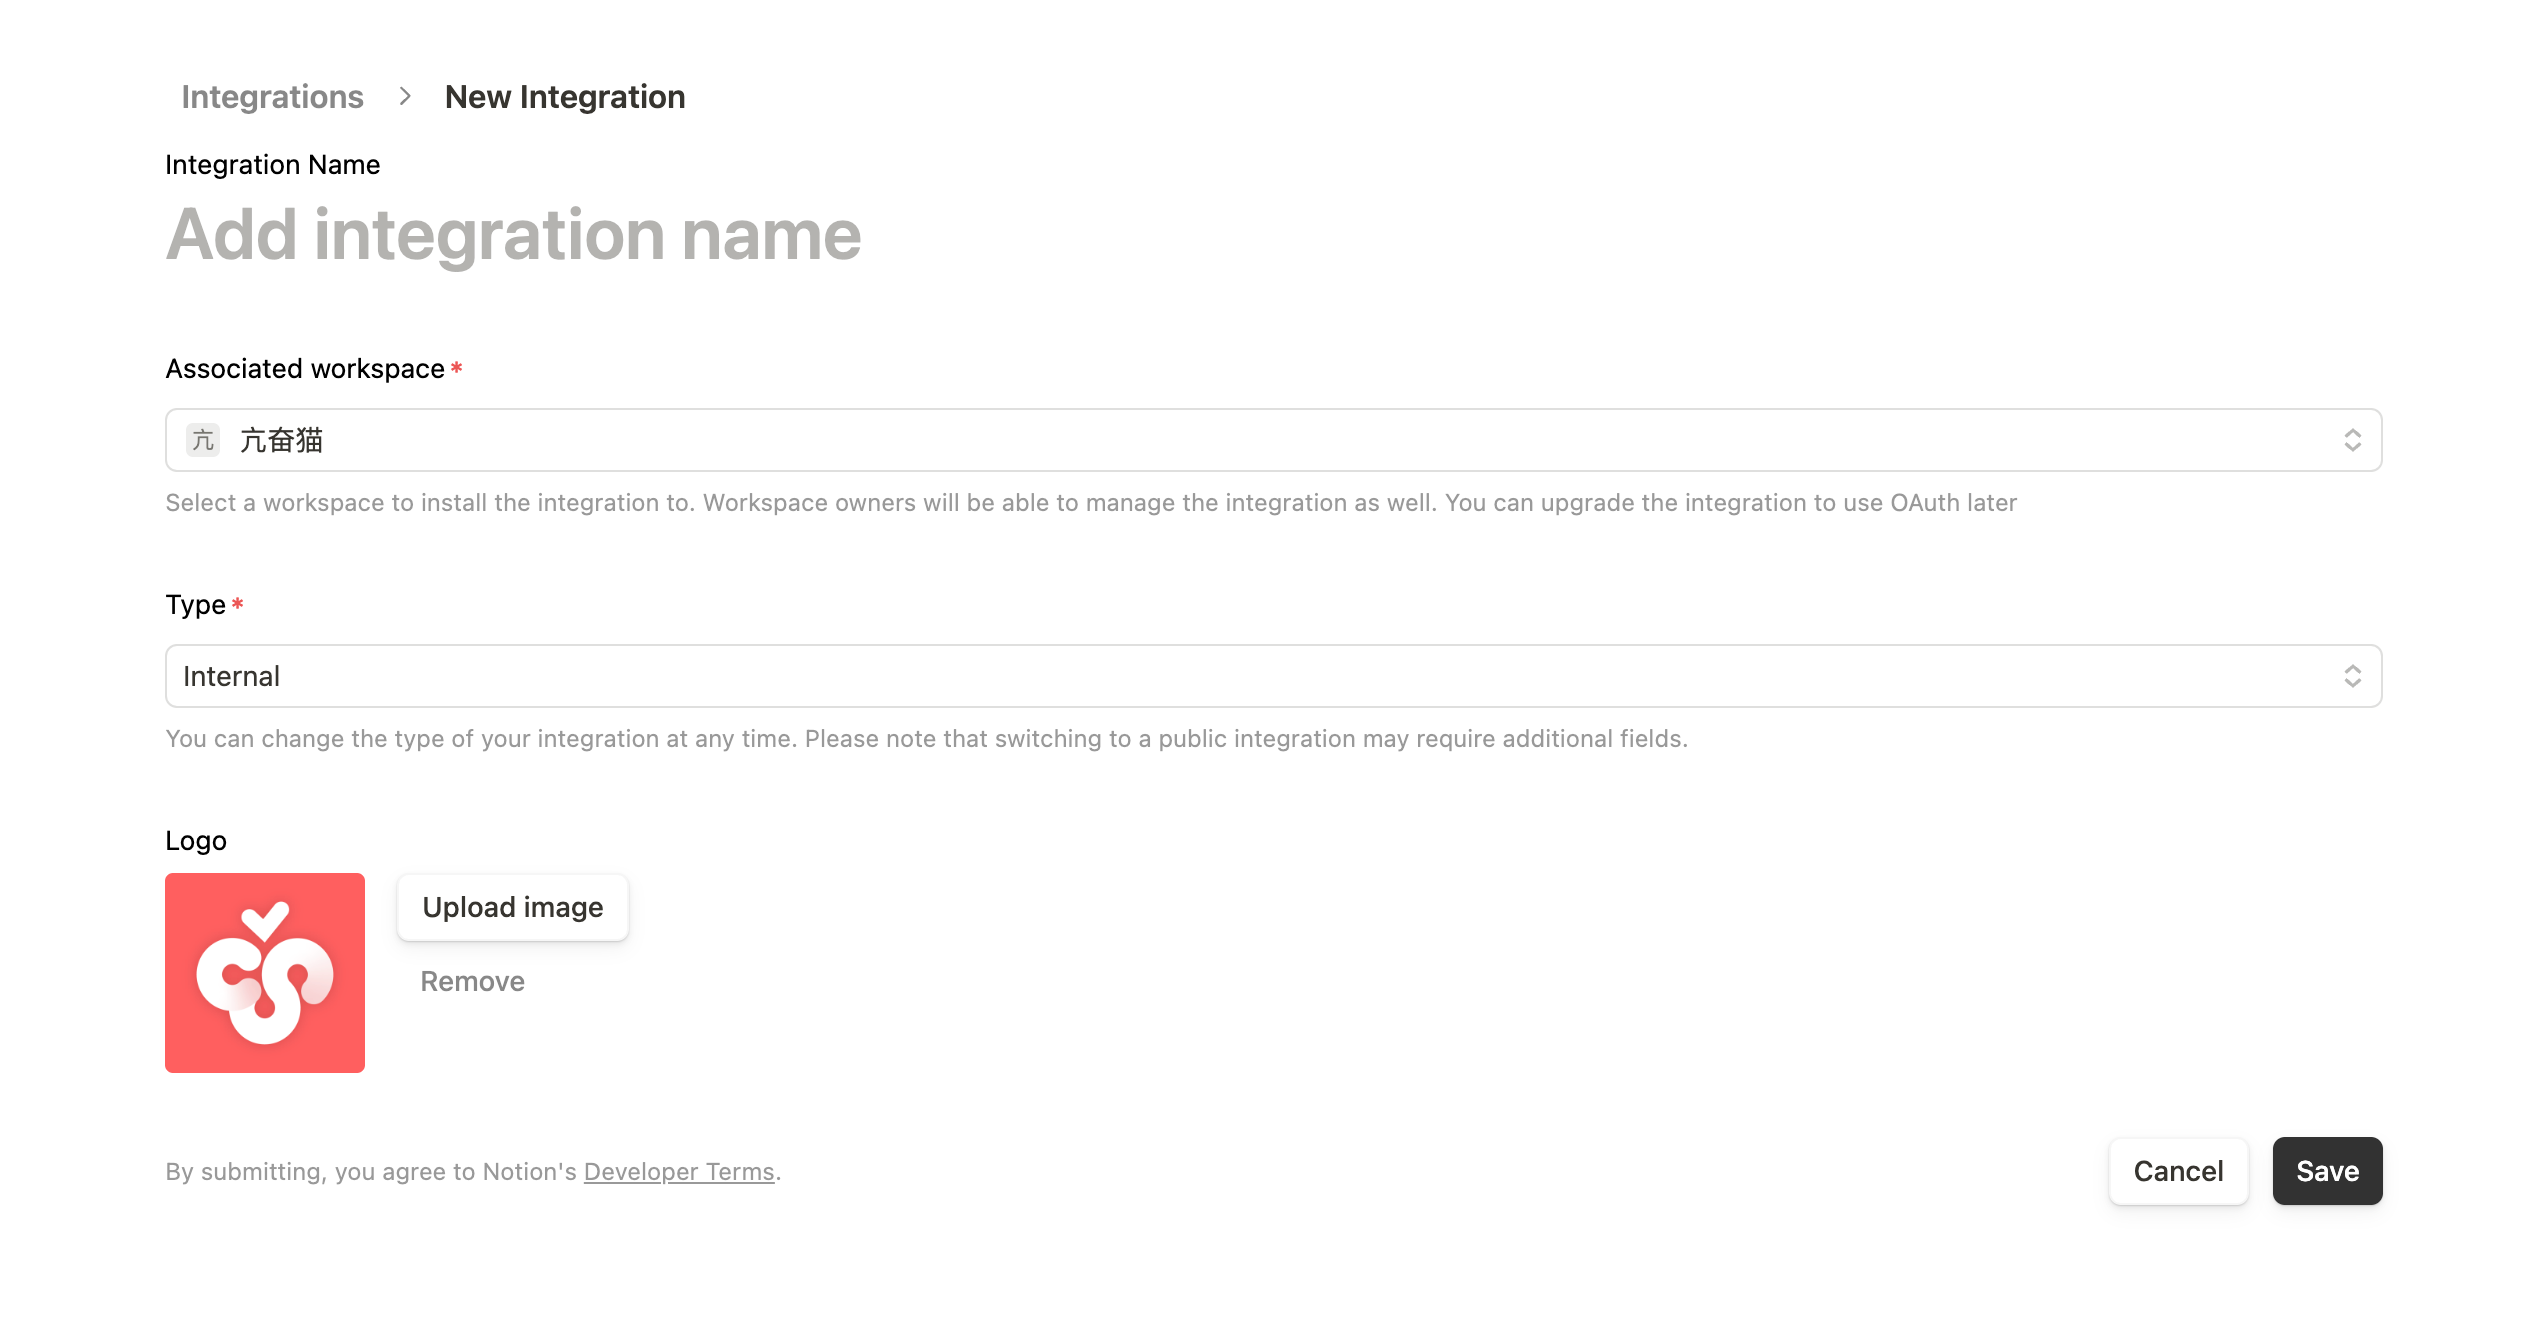 Integrations > New Integration
Integration Name
Add integration name
Associated workspace *
亢 亢奋猫
Select a workspace to install the integration to. Workspace owners will be able to manage the integration as well. You can upgrade the integration to use OAuth later
Type *
Internal
You can change the type of your integration at any time. Please note that switching to a public integration may require additional fields.
Logo
Upload image
Remove
By submitting, you agree to Notion's Developer Terms.
Cancel Save